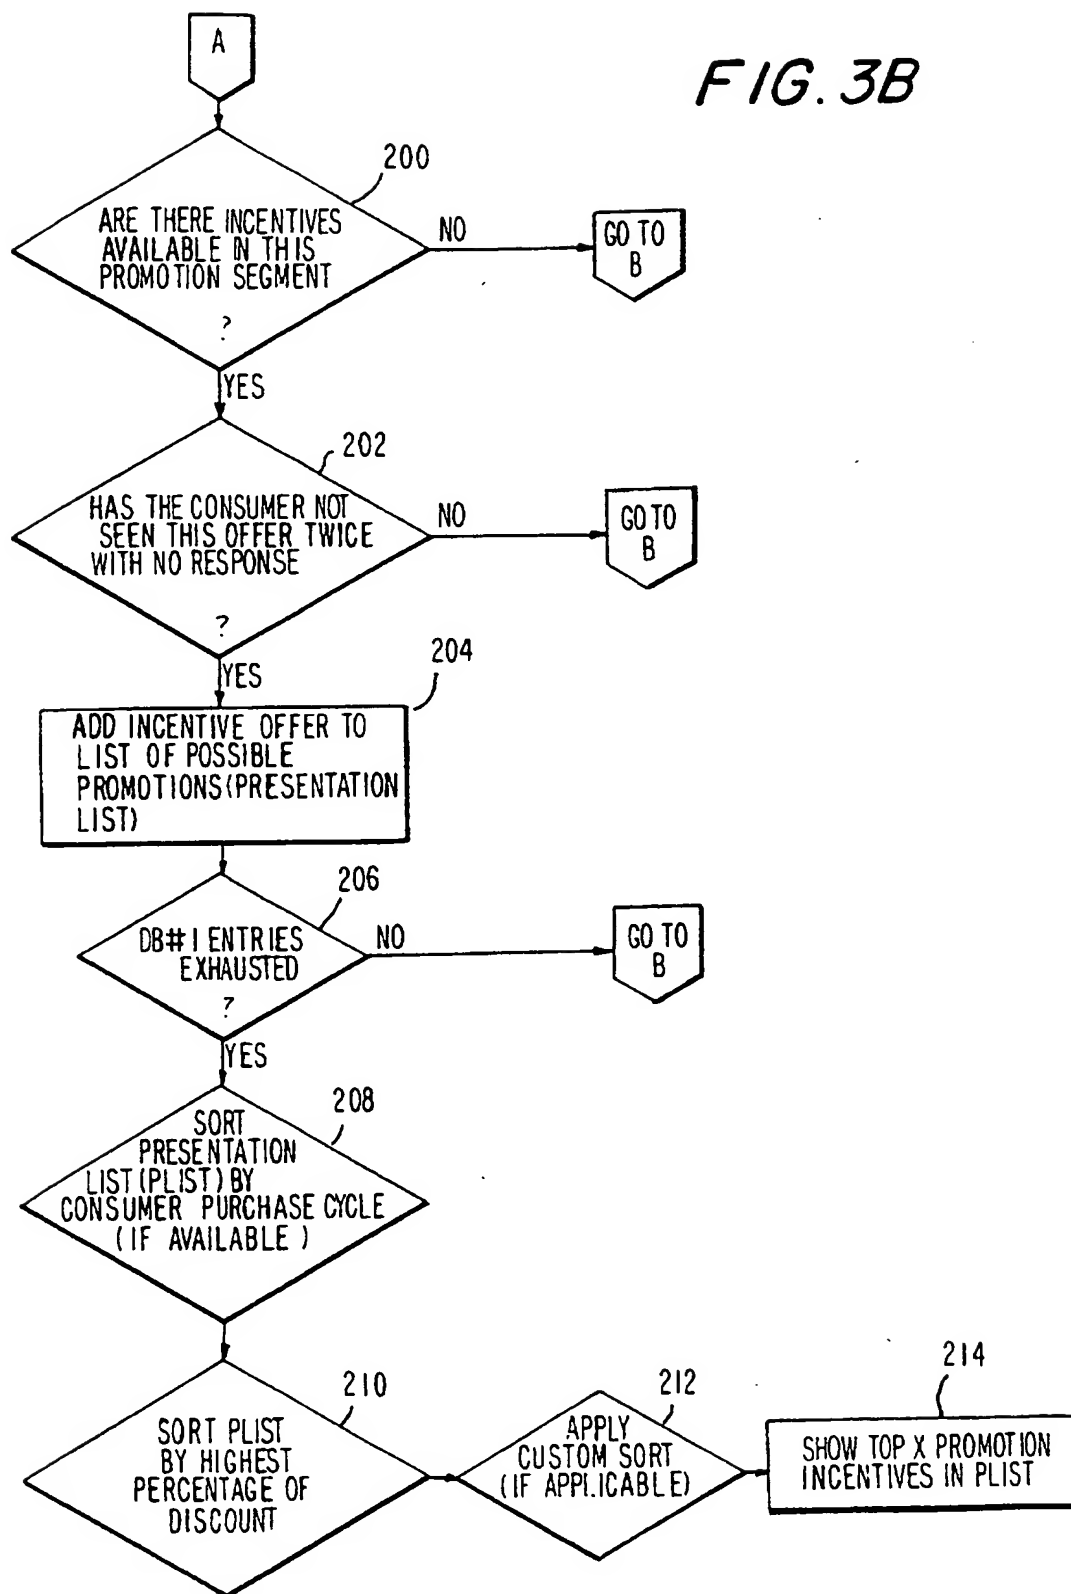 A
FIG. 3B
200
ARE THERE INCENTIVES
AVAILABLE IN THIS
PROMOTION SEGMENT
?
NO
GO TO
B
YES
202
HAS THE CONSUMER NOT
SEEN THIS OFFER TWICE
WITH NO RESPONSE
?
NO
GO TO
B
YES
204
ADD INCENTIVE OFFER TO
LIST OF POSSIBLE
PROMOTIONS (PRESENTATION
LIST)
206
DB#1 ENTRIES
EXHAUSTED
?
NO
GO TO
B
YES
208
SORT
PRESENTATION
LIST (PLIST) BY
CONSUMER PURCHASE CYCLE
(IF AVAILABLE)
210
SORT PLIST
BY HIGHEST
PERCENTAGE OF
DISCOUNT
212
APPLY
CUSTOM SORT
(IF APPLICABLE)
214
SHOW TOP X PROMOTION
INCENTIVES IN PLIST